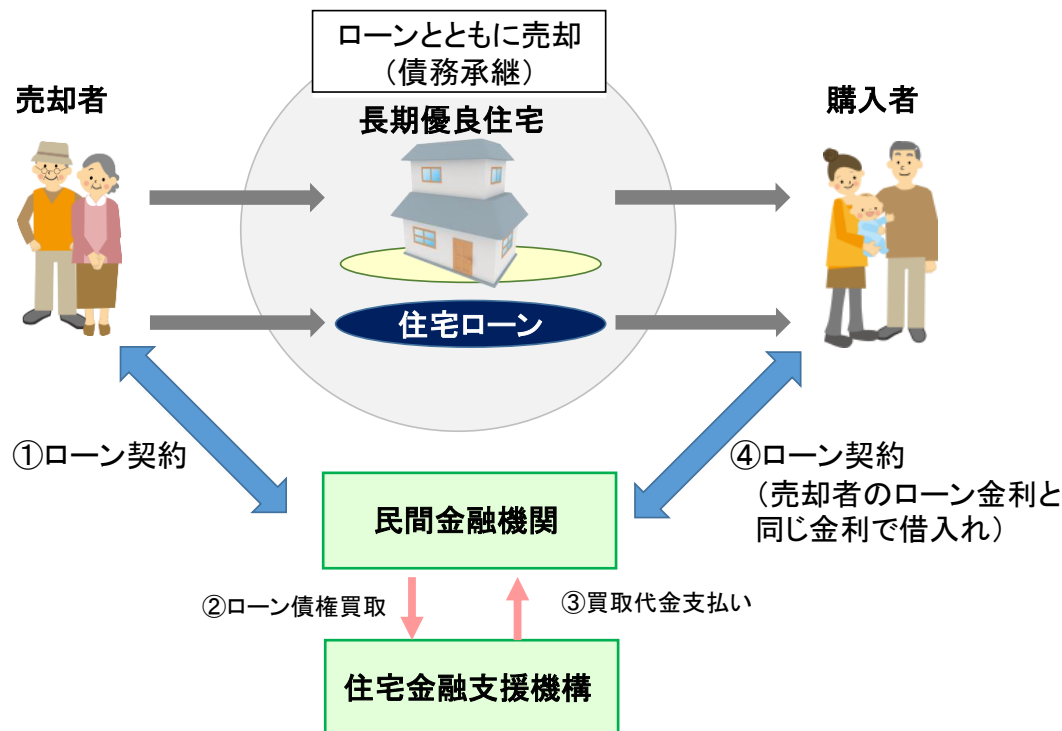 ローンとともに売却
（債務承継）
売却者
長期優良住宅
購入者
住宅ローン
①ローン契約
④ローン契約
（売却者のローン金利と
同じ金利で借入れ）
民間金融機関
②ローン債権買取
③買取代金支払い
住宅金融支援機構